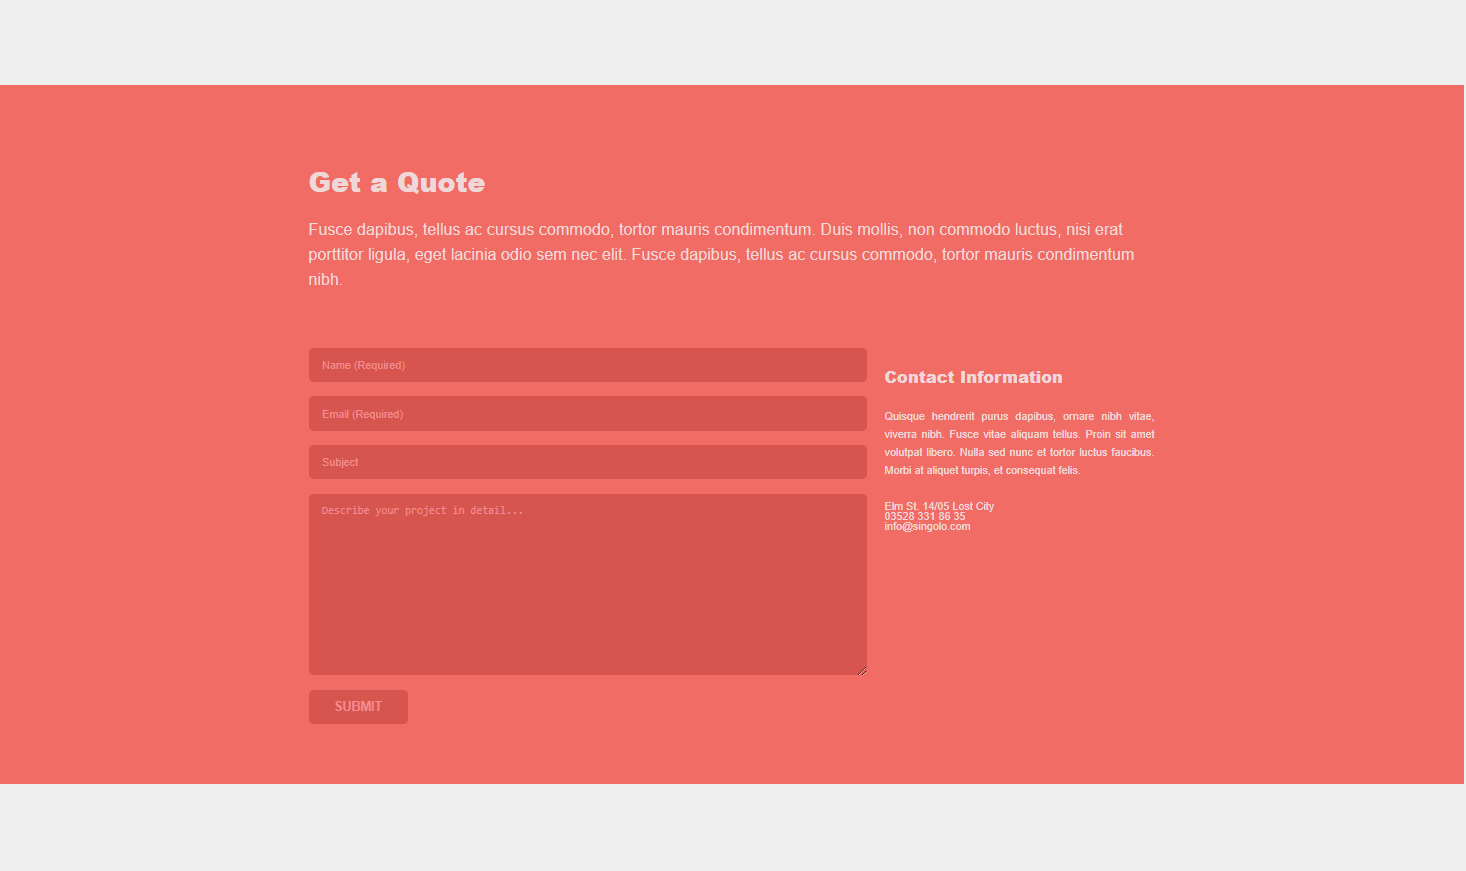 Get a Quote
Fusce dapibus, tellus ac cursus commodo, tortor mauris condimentum. Duis mollis, non commodo luctus, nisi erat
porttitor ligula, eget lacinia odio sem nec elit. Fusce dapibus, tellus ac cursus commodo, tortor mauris condimentum
nibh.
Name (Required)
Email (Required)
Subject
Describe your project in detail...
SUBMIT
Contact Information
Quisque hendrerit purus dapibus, ornare nibh vitae,
viverra nibh. Fusce vitae aliquam tellus. Proin sit amet
volutpat libero. Nulla sed nunc et tortor luctus faucibus.
Morbi at aliquet turpis, et consequat felis.
Elm St. 14/05 Lost City
03528 331 86 35
info@singolo.com